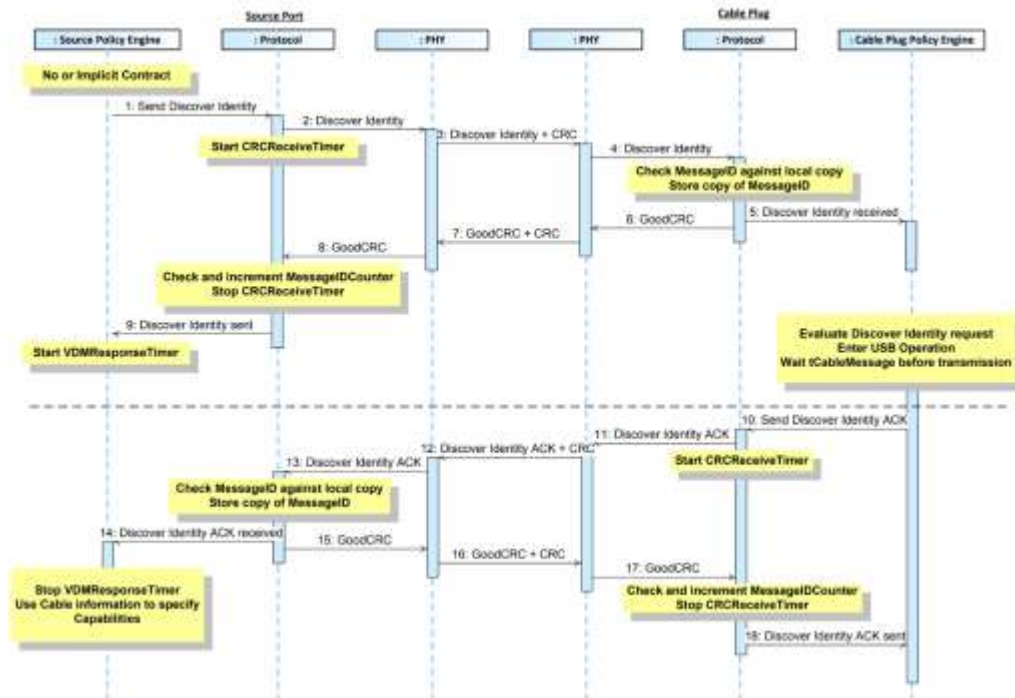 Source Port
Cable Plug
: Source Policy Engine
: Protocol
: PHY
: PHY
: Protocol
: Cable Plug Policy Engine
No or Implicit Contract
1: Send Discover Identity
2: Discover Identity
Start CRCReceiveTimer
3: Discover Identity + CRC
4: Discover Identity
Check MessageID against local copy
Store copy of MessageID
5: Discover Identity received
6: GoodCRC
7: GoodCRC + CRC
8: GoodCRC
Check and increment MessageIDCounter
Stop CRCReceiveTimer
9: Discover Identity sent
Start VDMResponseTimer
Evaluate Discover Identity request
Enter USB Operation
Wait tCableMessage before transmission
10: Send Discover Identity ACK
11: Discover Identity ACK
Start CRCReceiveTimer
12: Discover Identity ACK + CRC
13: Discover Identity ACK
Check MessageID against local copy
Store copy of MessageID
14: Discover Identity ACK received
15: GoodCRC
16: GoodCRC + CRC
17: GoodCRC
Stop VDMResponseTimer
Use Cable information to specify
Capabilities
Check and increment MessageIDCounter
Stop CRCReceiveTimer
18: Discover Identity ACK sent